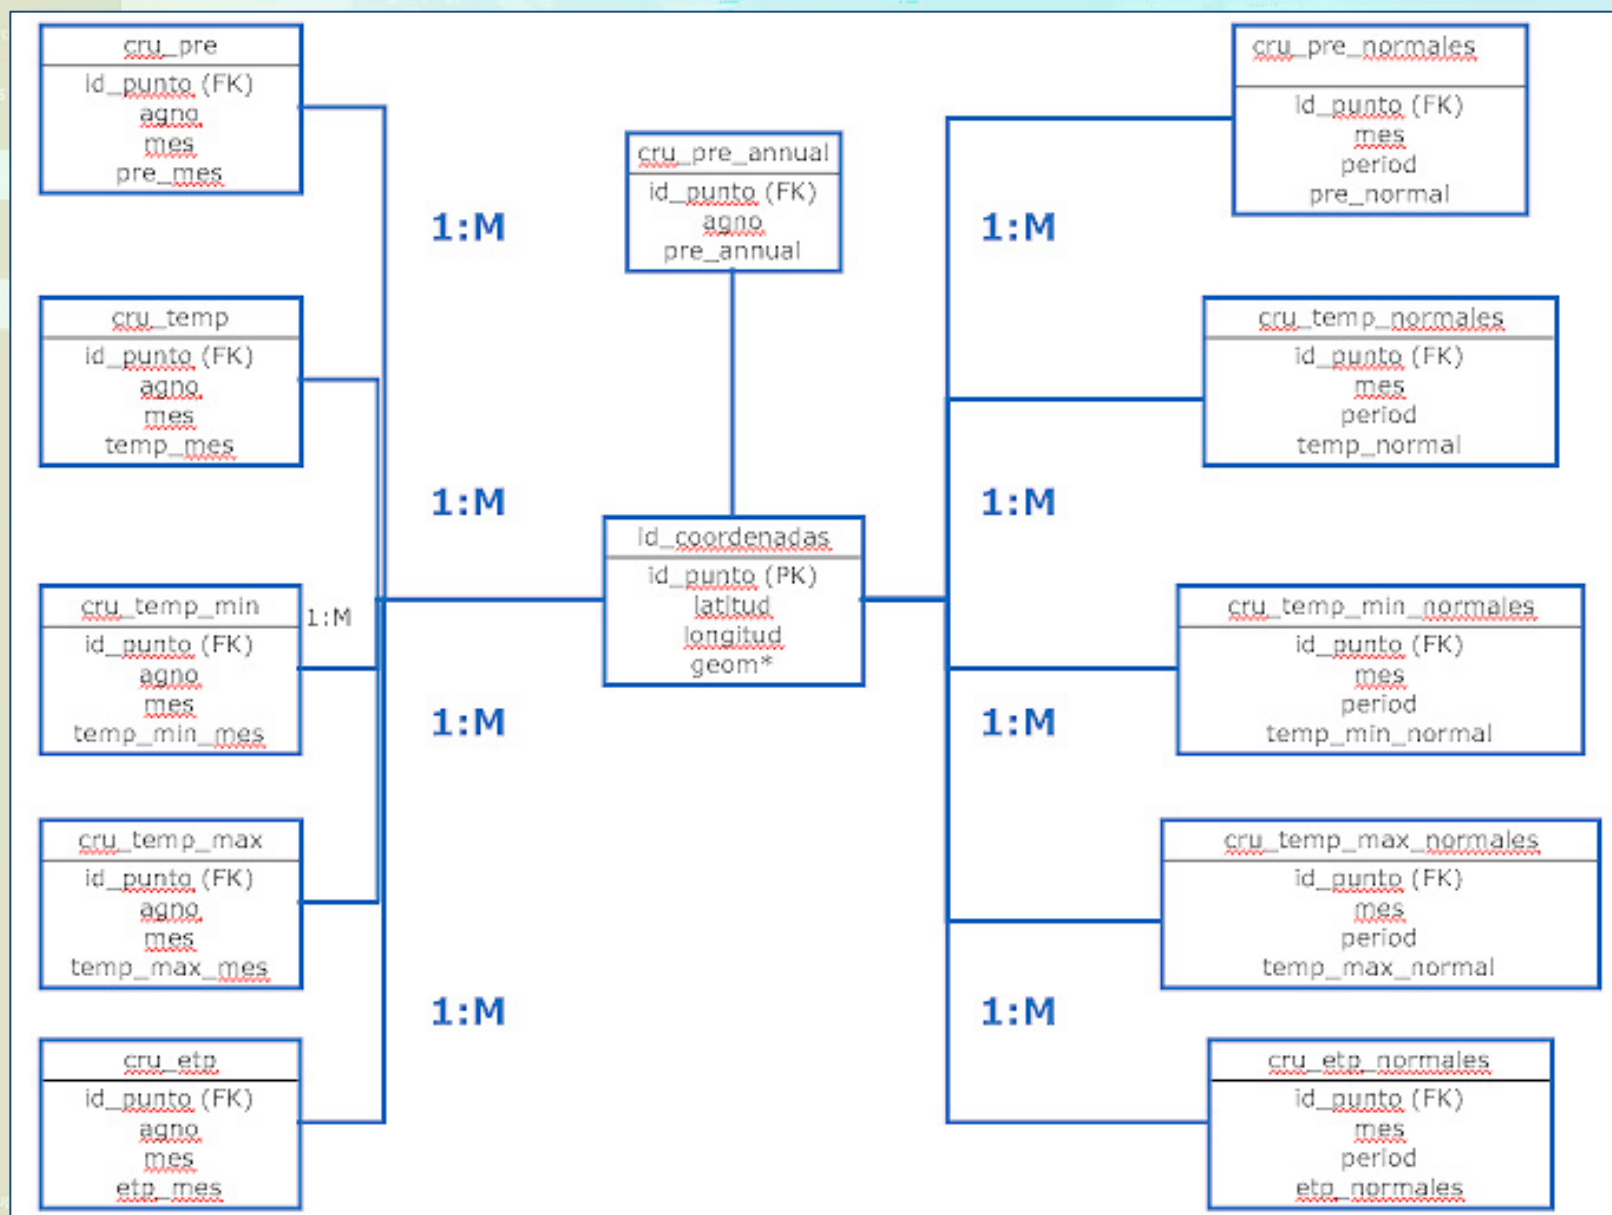 cru_pre
id_punto (FK)
agno
mes
pre_mes
cru_temp
id_punto (FK)
agno
mes
temp_mes
cru_temp_min
id_punto (FK)
agno
mes
temp_min_mes
1:M
cru_temp_max
id_punto (FK)
agno
mes
temp_max_mes
cru_etp
id_punto (FK)
agno
mes
etp_mes
1:M
1:M
1:M
1:M
cru_pre_annual
id_punto (FK)
agno
pre_annual
id_coordenadas
id_punto (PK)
latitud
longitud
geom*
1:M
1:M
1:M
1:M
cru_pre_normales
id_punto (FK)
mes
period
pre_normal
cru_temp_normales
id_punto (FK)
mes
period
temp_normal
cru_temp_min_normales
id_punto (FK)
mes
period
temp_min_normal
cru_temp_max_normales
id_punto (FK)
mes
period
temp_max_normal
cru_etp_normales
id_punto (FK)
mes
period
etp_normales